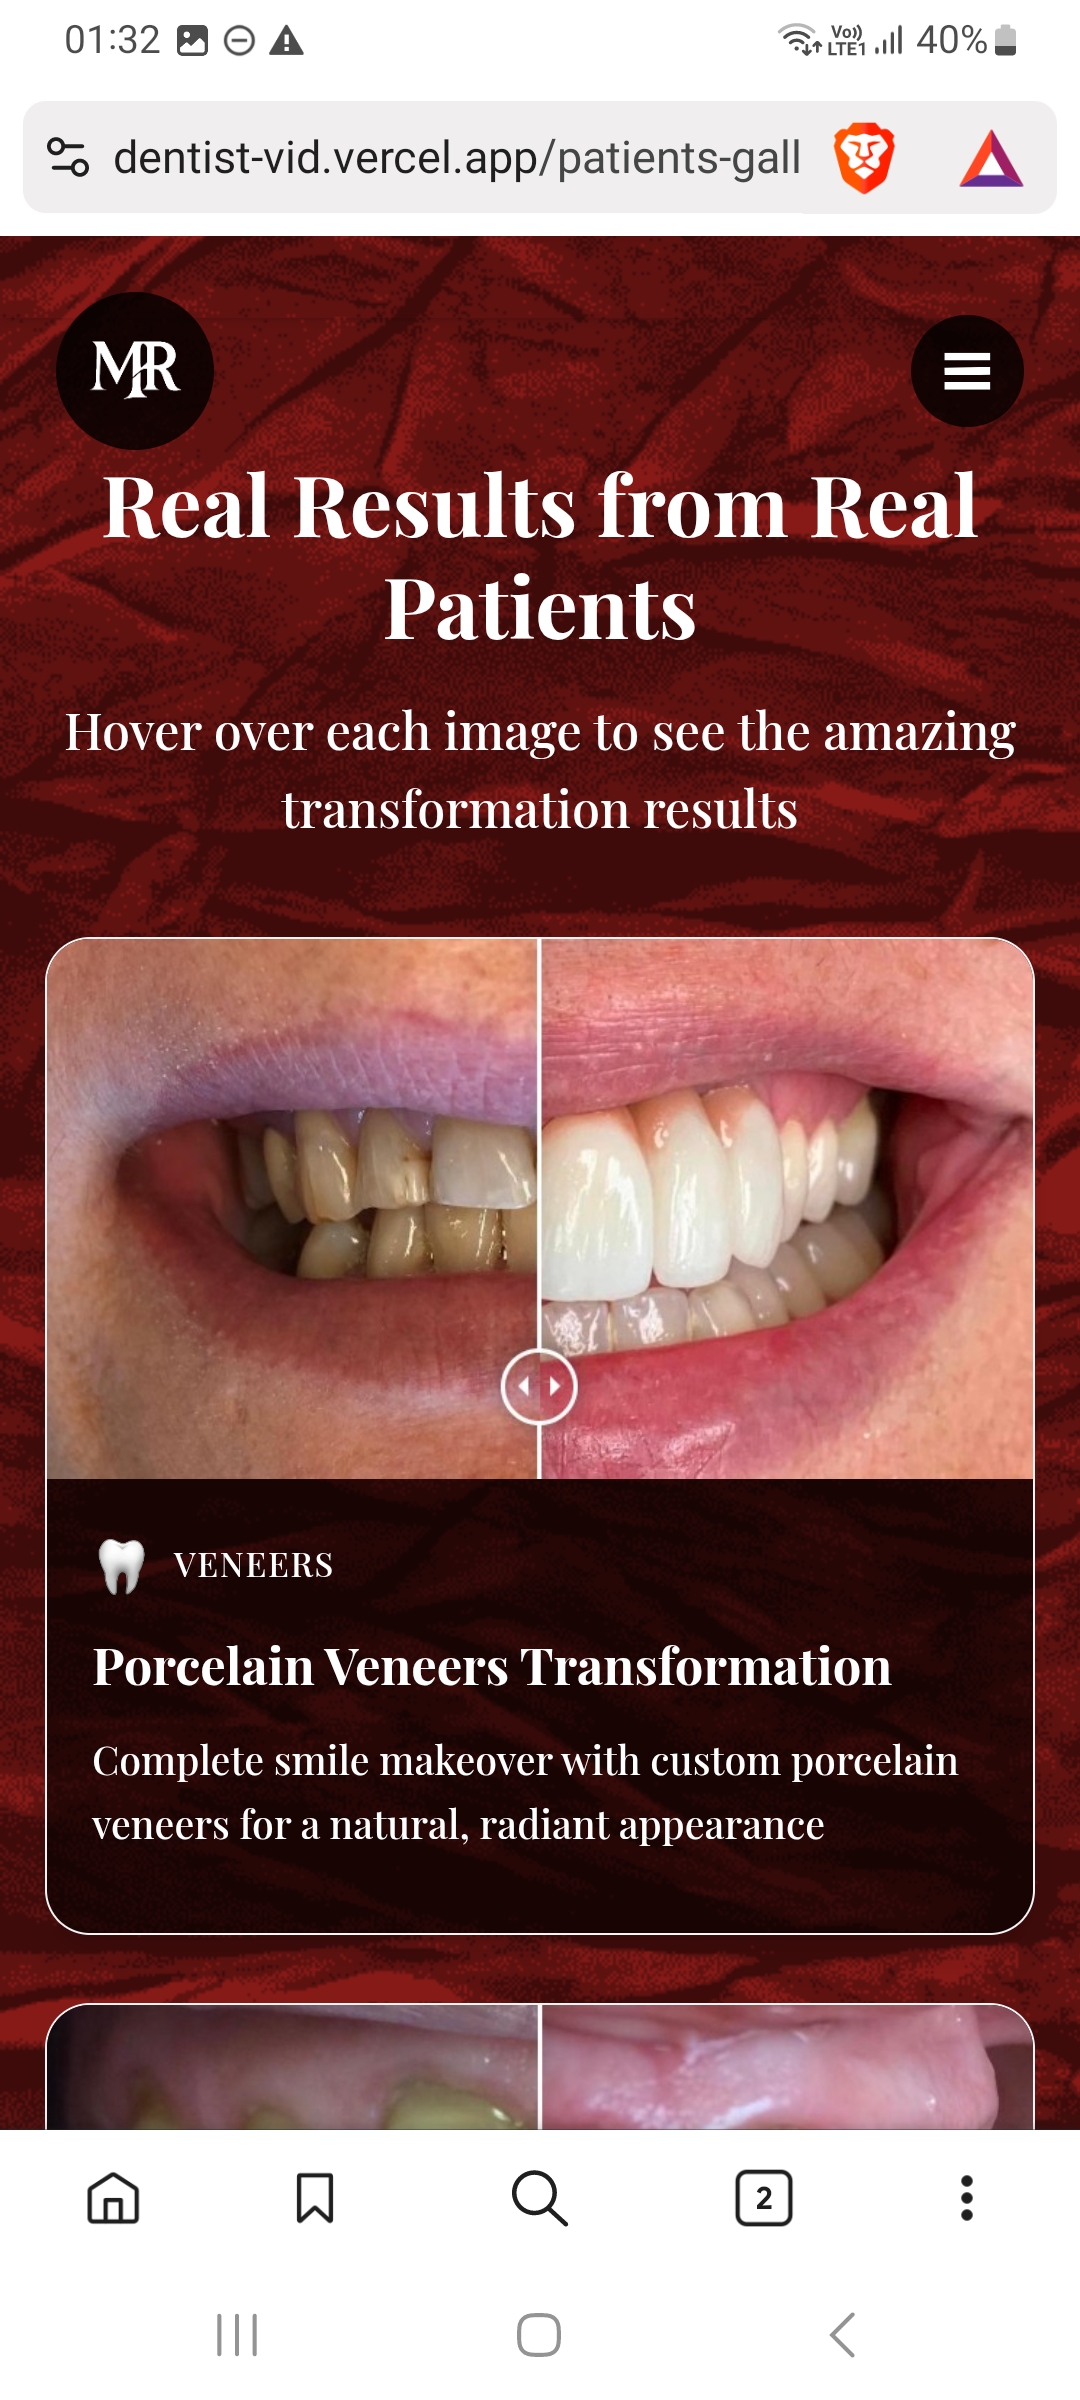 01:32
Vo))
LTE1
40%
dentist-vid.vercel.app/patients-gall
MR
Real Results from Real
Patients
Hover over each image to see the amazing
transformation results
VENEERS
Porcelain Veneers Transformation
Complete smile makeover with custom porcelain
veneers for a natural, radiant appearance
2